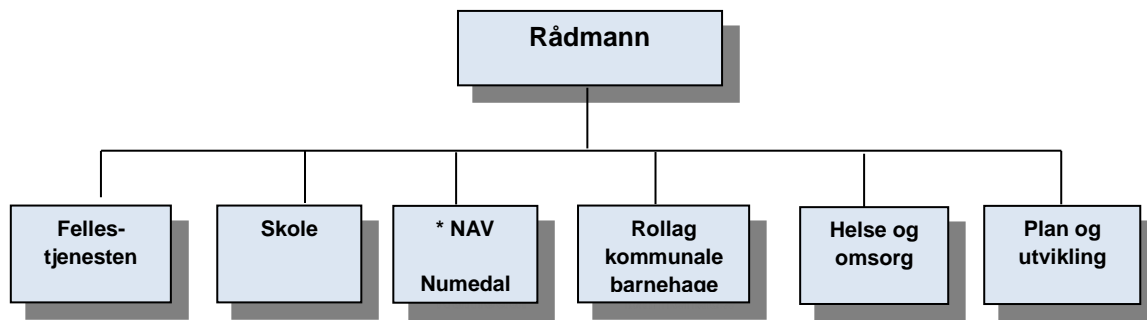 Rådmann
Felles-
tjenesten
Skole
* NAV
Numedal
Rollag
kommunale
barnehage
Helse og
omsorg
Plan og
utvikling